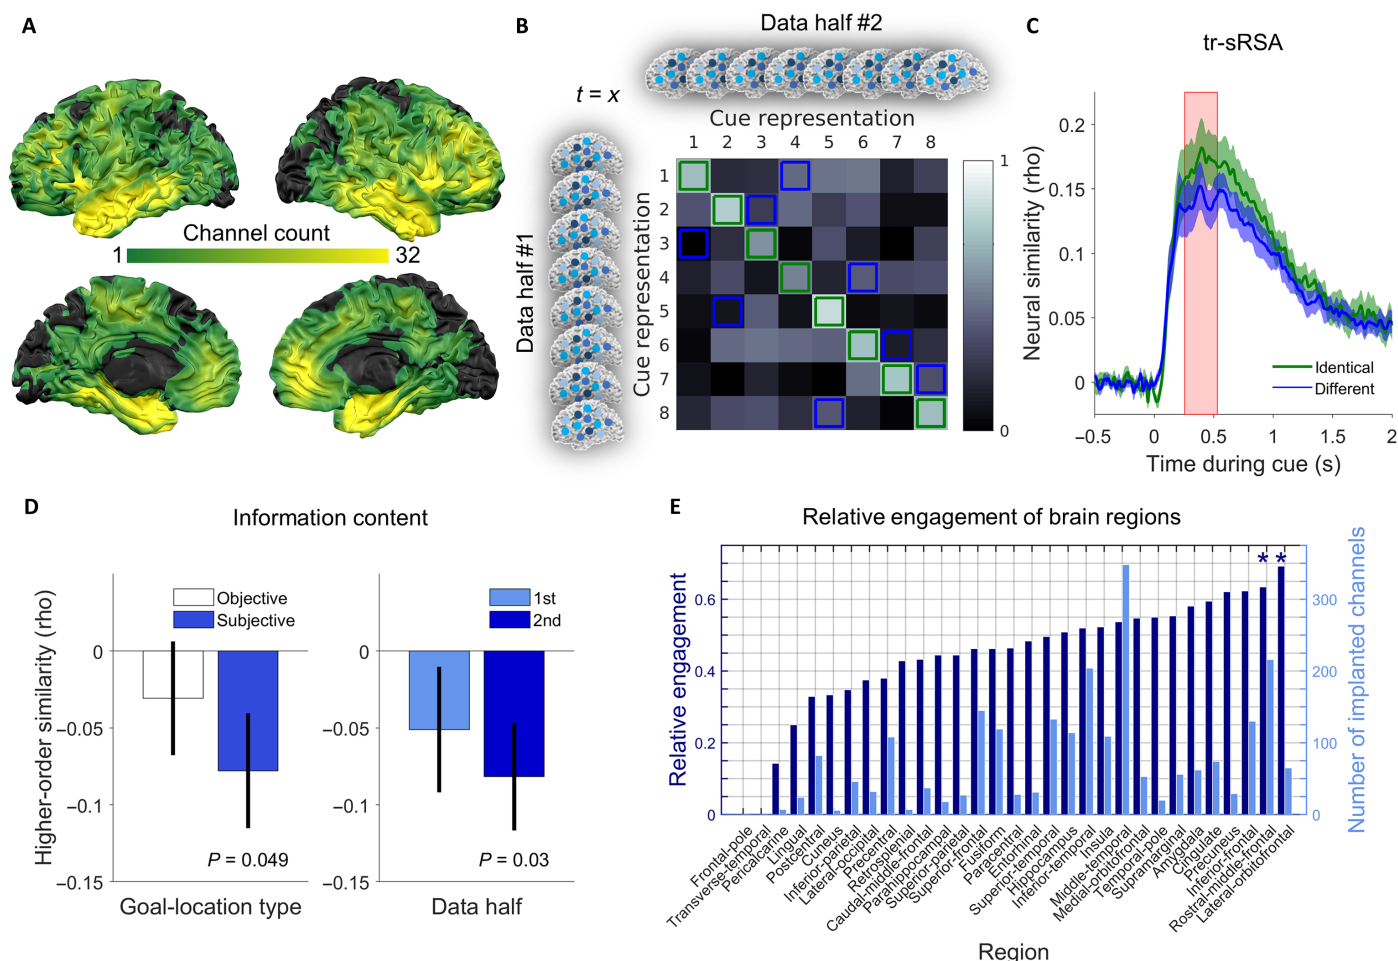 A
Channel count
1
32
B
Data half #2
t = x
Cue representation
1 2 3 4 5 6 7 8
Data half #1
Cue representation
1
2
3
4
5
6
7
8
1
0
C
tr-sRSA
Neural similarity (rho)
0.2
0.15
0.1
0.05
0
Identical
Different
−0.5 0 0.5 1 1.5 2
Time during cue (s)
D
Information content
Higher-order similarity (rho)
0
−0.05
−0.1
−0.15
Objective
Subjective
P = 0.049
Goal-location type
0
−0.05
−0.1
−0.15
1st
2nd
P = 0.03
Data half
E
Relative engagement of brain regions
Relative engagement
0.6
0.4
0.2
0
* *
Number of implanted channels
300
200
100
0
Frontal-pole
Transverse-temporal
Pericalcarine
Lingual
Postcentral
Cuneus
Inferior-parietal
Lateral-occipital
Precentral
Retrosplenial
Caudal-middle-frontal
Parahippocampal
Superior-parietal
Superior-frontal
Fusiform
Paracentral
Entorhinal
Superior-temporal
Hippocampus
Inferior-temporal
Insula
Middle-temporal
Medial-orbitofrontal
Temporal-pole
Supramarginal
Amygdala
Cingulate
Precuneus
Inferior-frontal
Rostral-middle-frontal
Lateral-orbitofrontal
Region